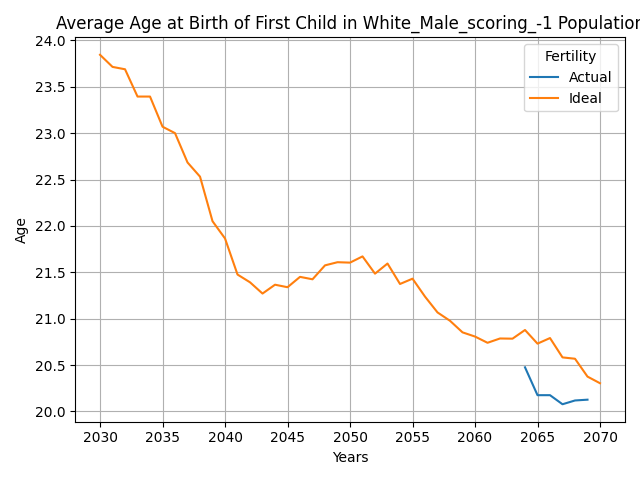 Average Age at Birth of First Child in White_Male_scoring_-1 Population
24.0
23.5
23.0
22.5
22.0
21.5
21.0
20.5
20.0
Age
Fertility
Actual
Ideal
2030 2035 2040 2045 2050 2055 2060 2065 2070
Years